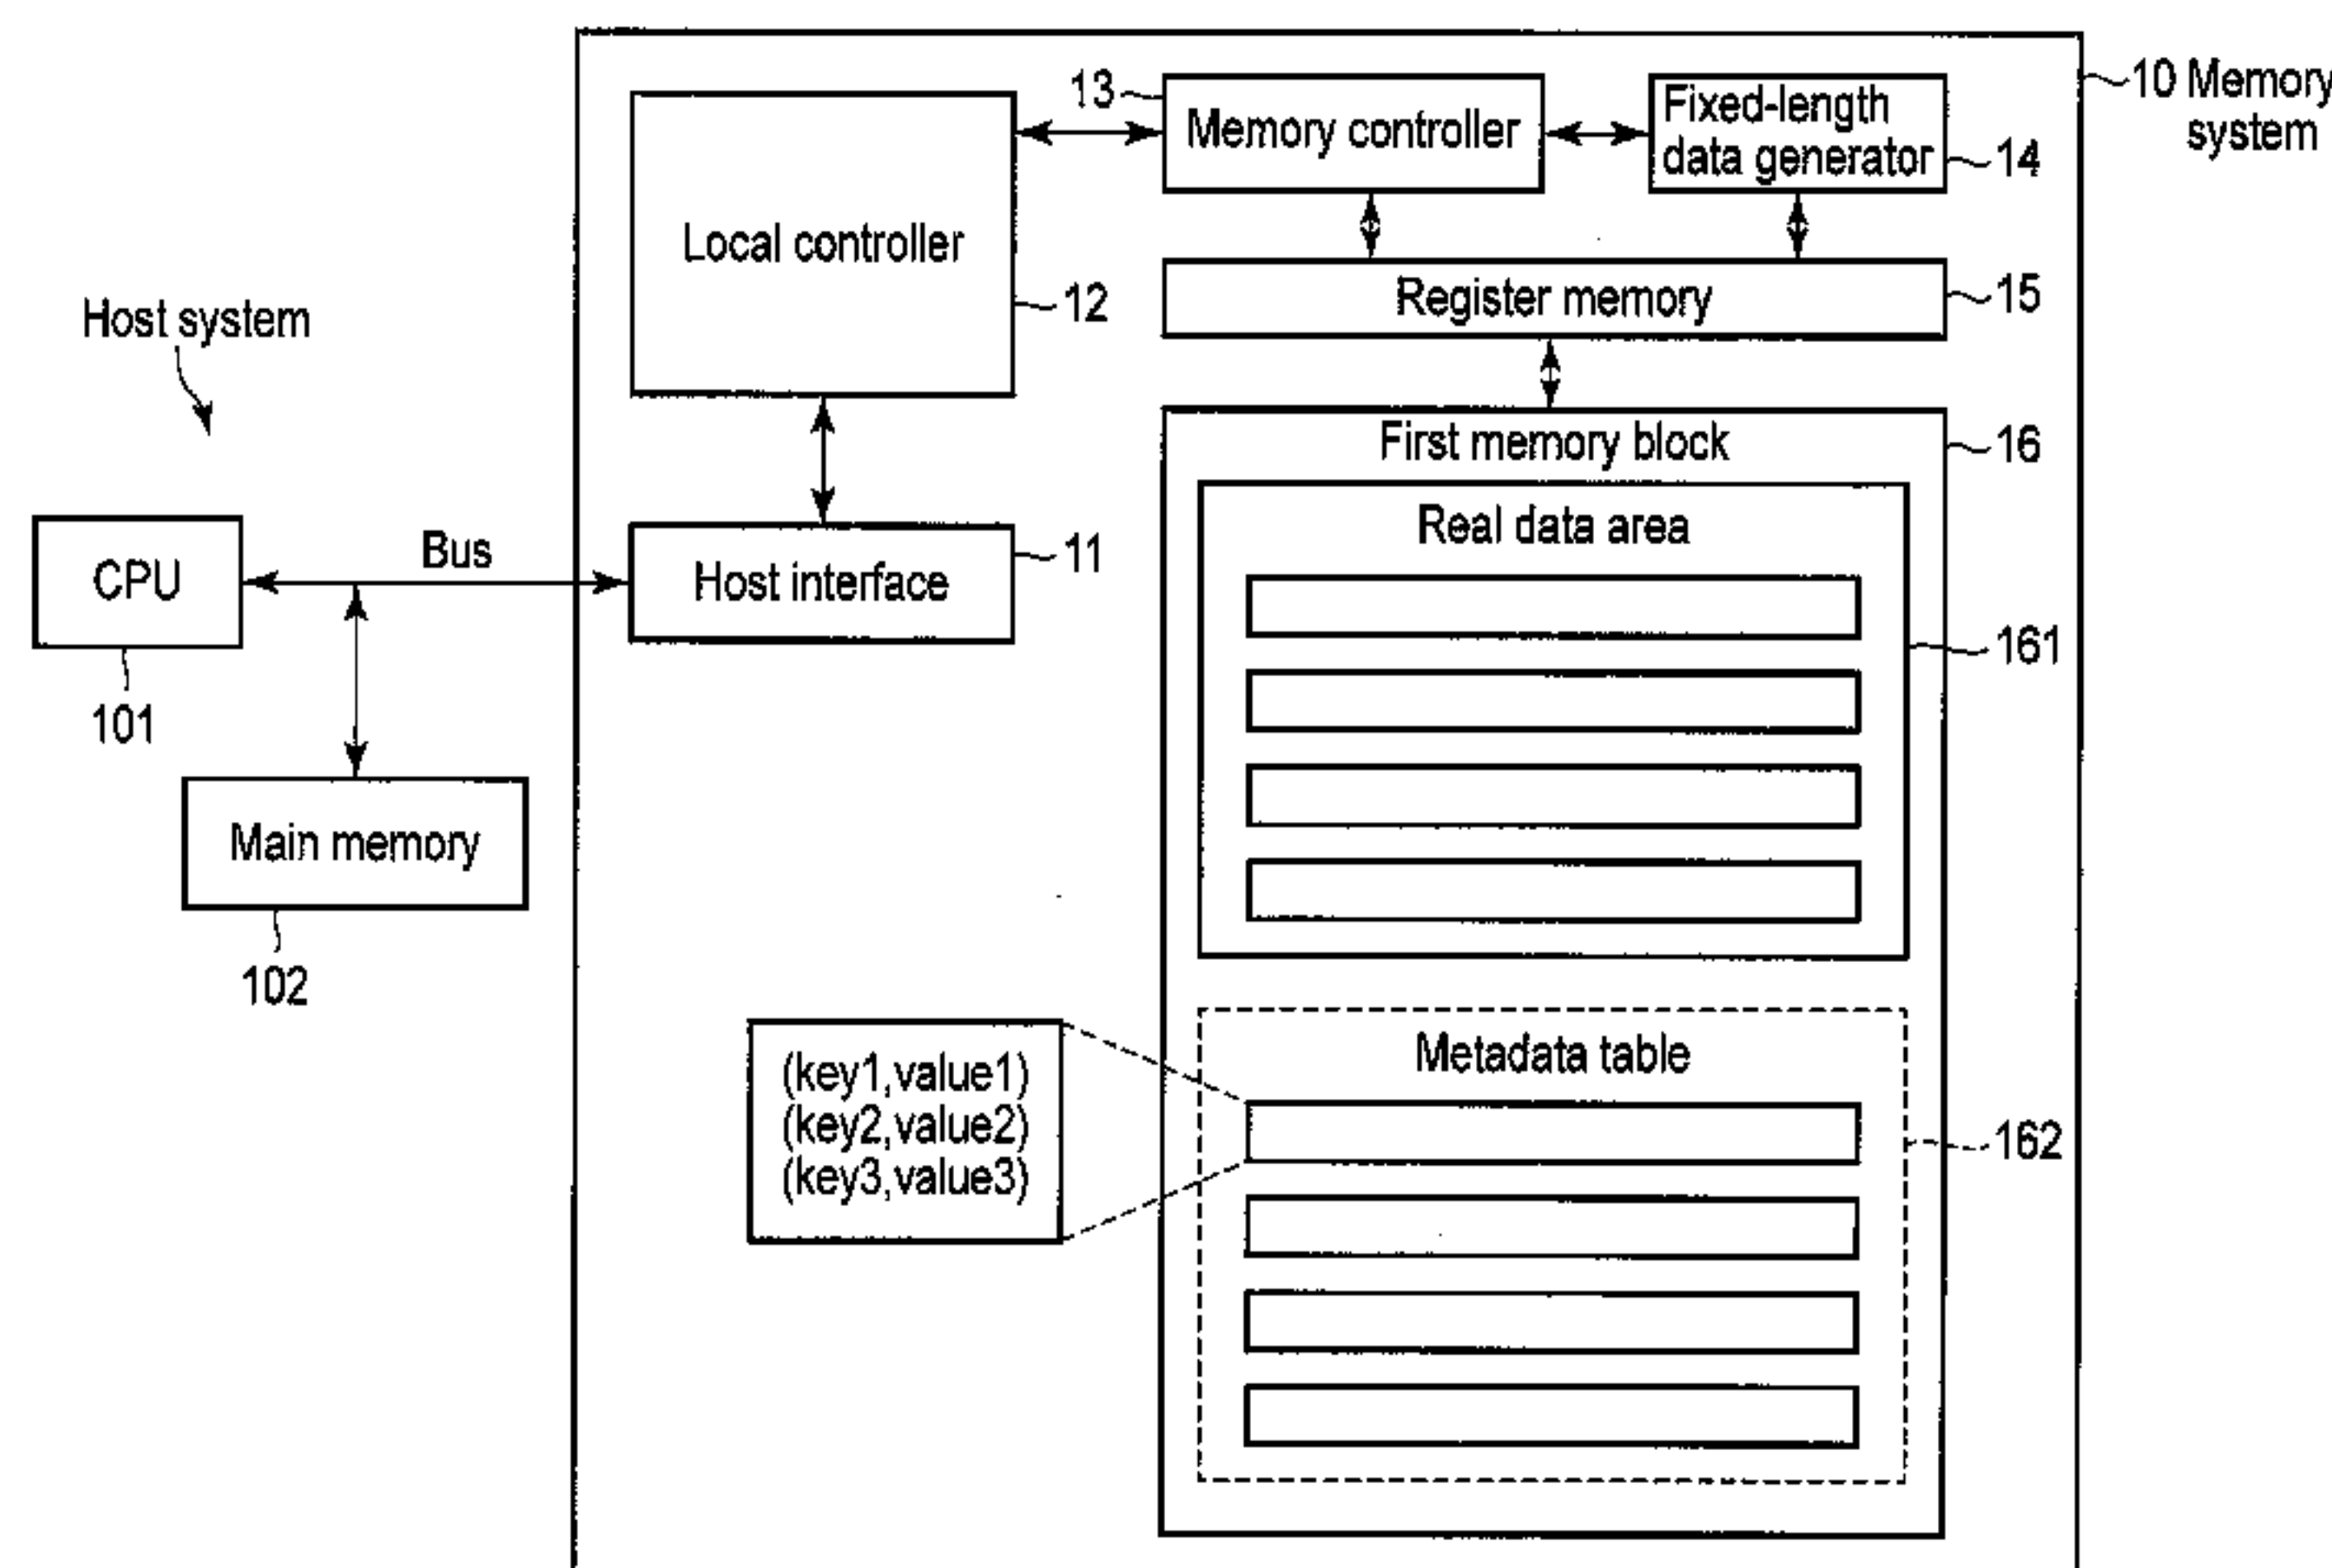 10 Memory
system
13
Memory controller
Fixed-length
data generator
14
Local controller
12
Register memory
15
Host system
First memory block
16
Real data area
161
CPU
101
Bus
Host interface
11
Main memory
102
(key1,value1)
(key2,value2)
(key3,value3)
Metadata table
162